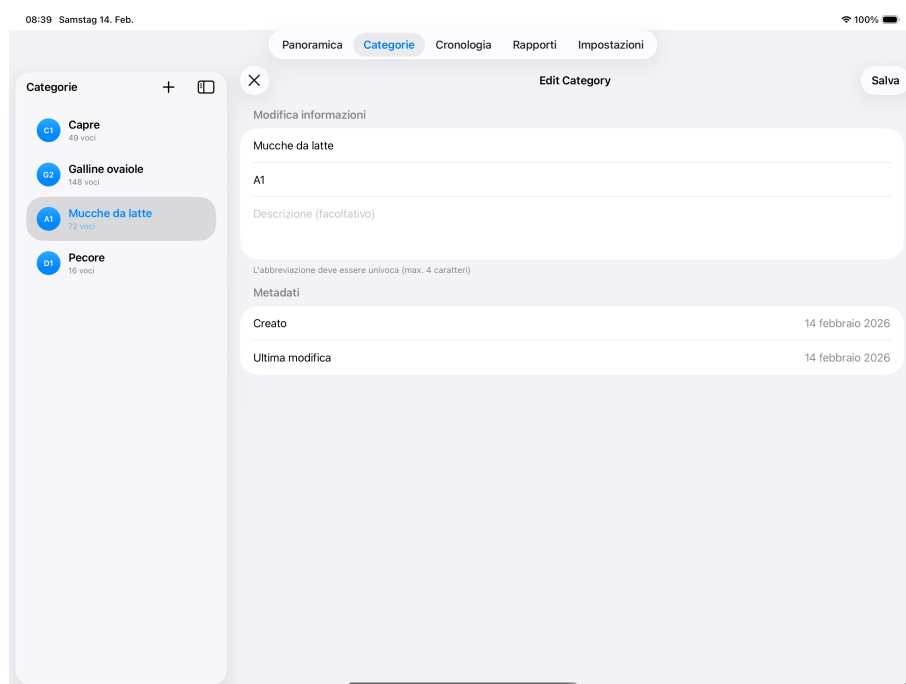 08:39 Samstag 14. Feb.
100%
Panoramica Categorie Cronologia Rapporti Impostazioni
Categorie
C1
Capre
49 voci
G2
Galline ovaiole
148 voci
A1
Mucche da latte
72 voci
D1
Pecore
16 voci
Edit Category
Salva
Modifica informazioni
Mucche da latte
A1
Descrizione (facoltativo)
L'abbreviazione deve essere univoca (max. 4 caratteri)
Metadati
Creato 14 febbraio 2026
Ultima modifica 14 febbraio 2026